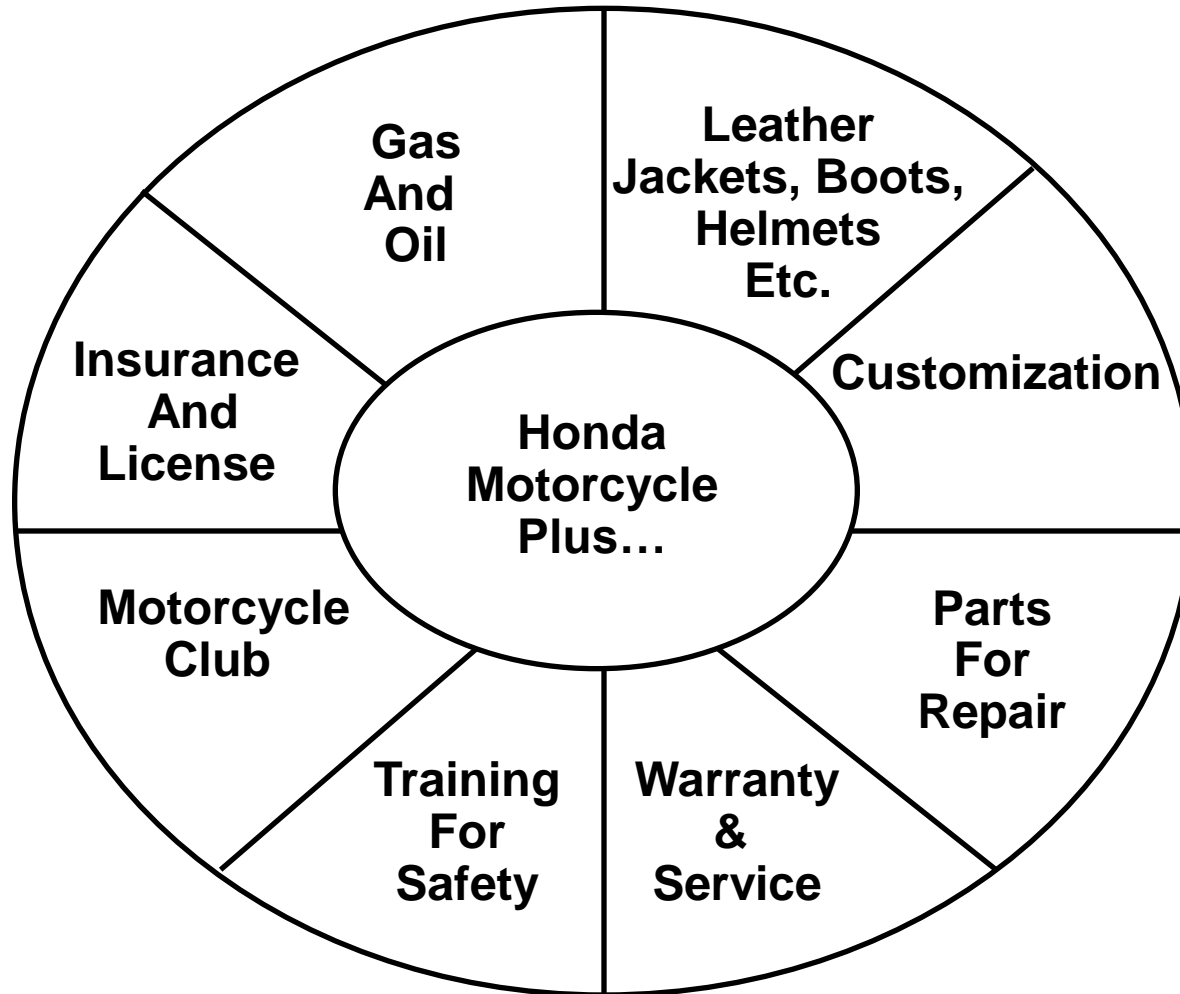 Gas
And
Oil
Leather
Jackets, Boots,
Helmets
Etc.
Insurance
And
License
Customization
Honda
Motorcycle
Plus…
Motorcycle
Club
Parts
For
Repair
Training
For
Safety
Warranty
&
Service